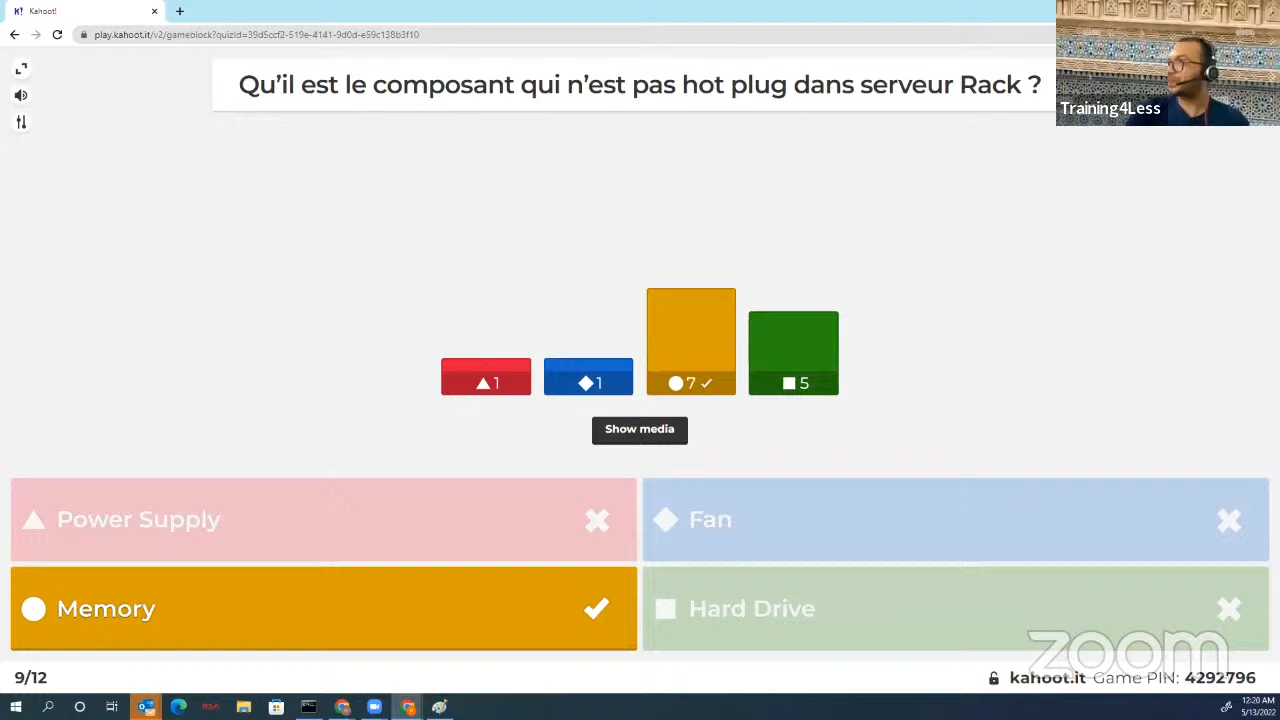 K! Kahoot!
play.kahoot.it/v2/gameblock?quizId=39d5ccf2-519e-4141-9d0f-e59c138b3f10
Qu'il est le composant qui n'est pas hot plug dans serveur Rack ?
Training4Less
1
1
7
5
Show media
Power Supply
Fan
Memory
Hard Drive
zoom
9/12
kahoot.it Game PIN: 4292796
RSA
12:20 AM
5/13/2022